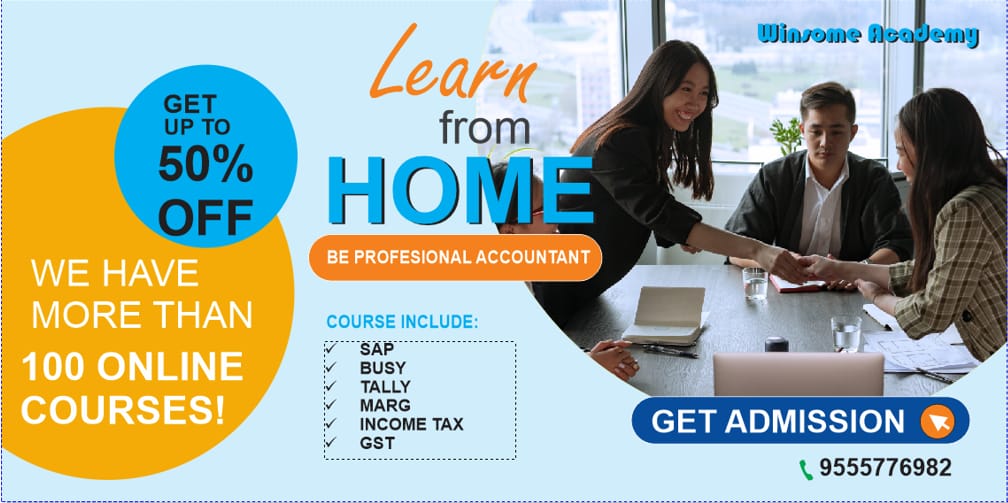 Winsome Academy
Learn
from
HOME
BE PROFESIONAL ACCOUNTANT
GET
UP TO
50%
OFF
WE HAVE
MORE THAN
100 ONLINE
COURSES!
COURSE INCLUDE:
✓ SAP
✓ BUSY
✓ TALLY
✓ MARG
✓ INCOME TAX
✓ GST
GET ADMISSION
9555776982